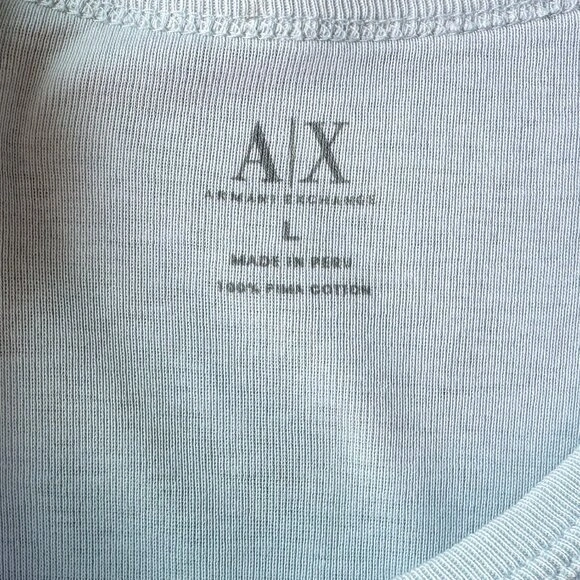 A|X
ARMANI EXCHANGE
L
MADE IN PERU
100% PIMA COTTON